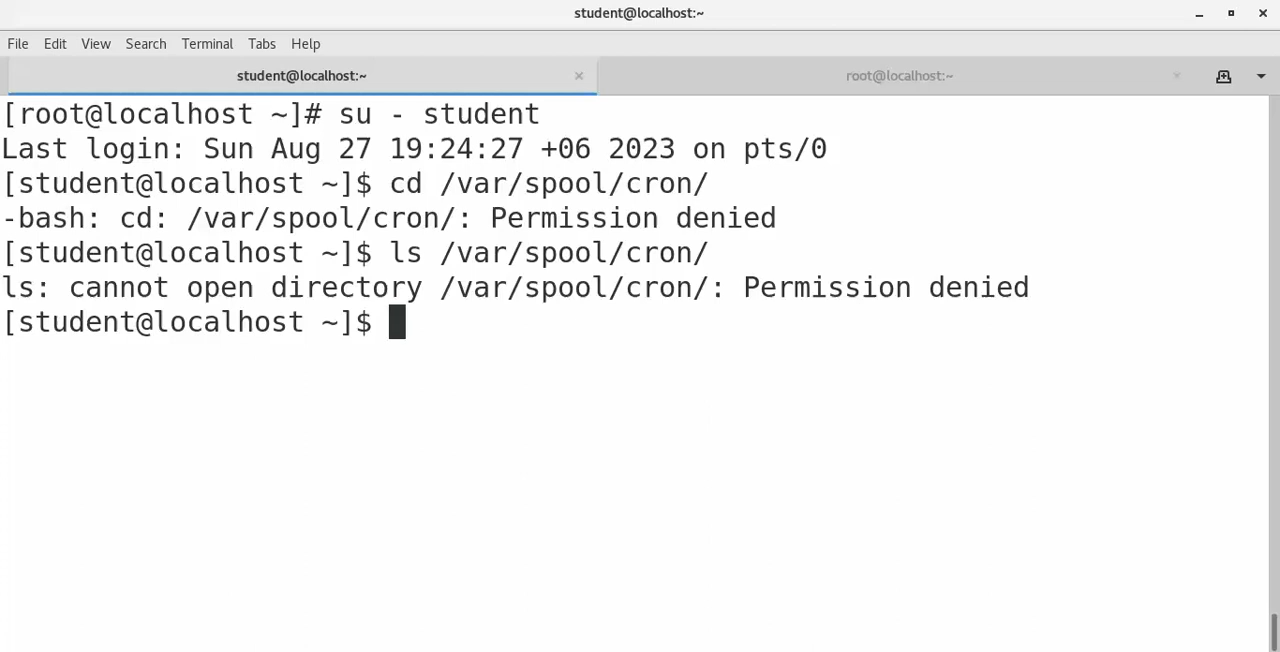 student@localhost:~
File Edit View Search Terminal Tabs Help
student@localhost:~ root@localhost:~
[root@localhost ~]# su - student
Last login: Sun Aug 27 19:24:27 +06 2023 on pts/0
[student@localhost ~]$ cd /var/spool/cron/
-bash: cd: /var/spool/cron/: Permission denied
[student@localhost ~]$ ls /var/spool/cron/
ls: cannot open directory /var/spool/cron/: Permission denied
[student@localhost ~]$